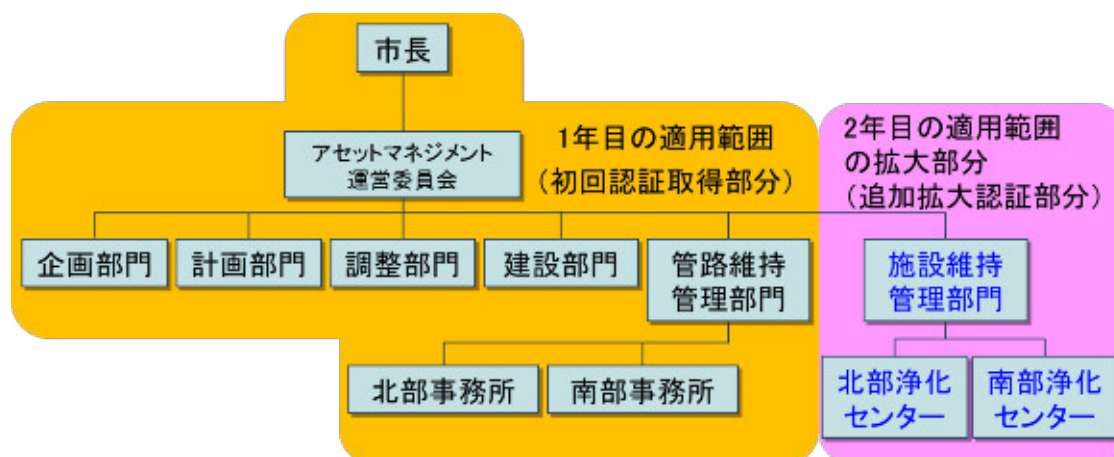 市長
アセットマネジメント
運営委員会
1年目の適用範囲
（初回認証取得部分）
2年目の適用範囲
の拡大部分
（追加拡大認証部分）
企画部門
計画部門
調整部門
建設部門
管路維持
管理部門
施設維持
管理部門
北部事務所
南部事務所
北部浄化
センター
南部浄化
センター